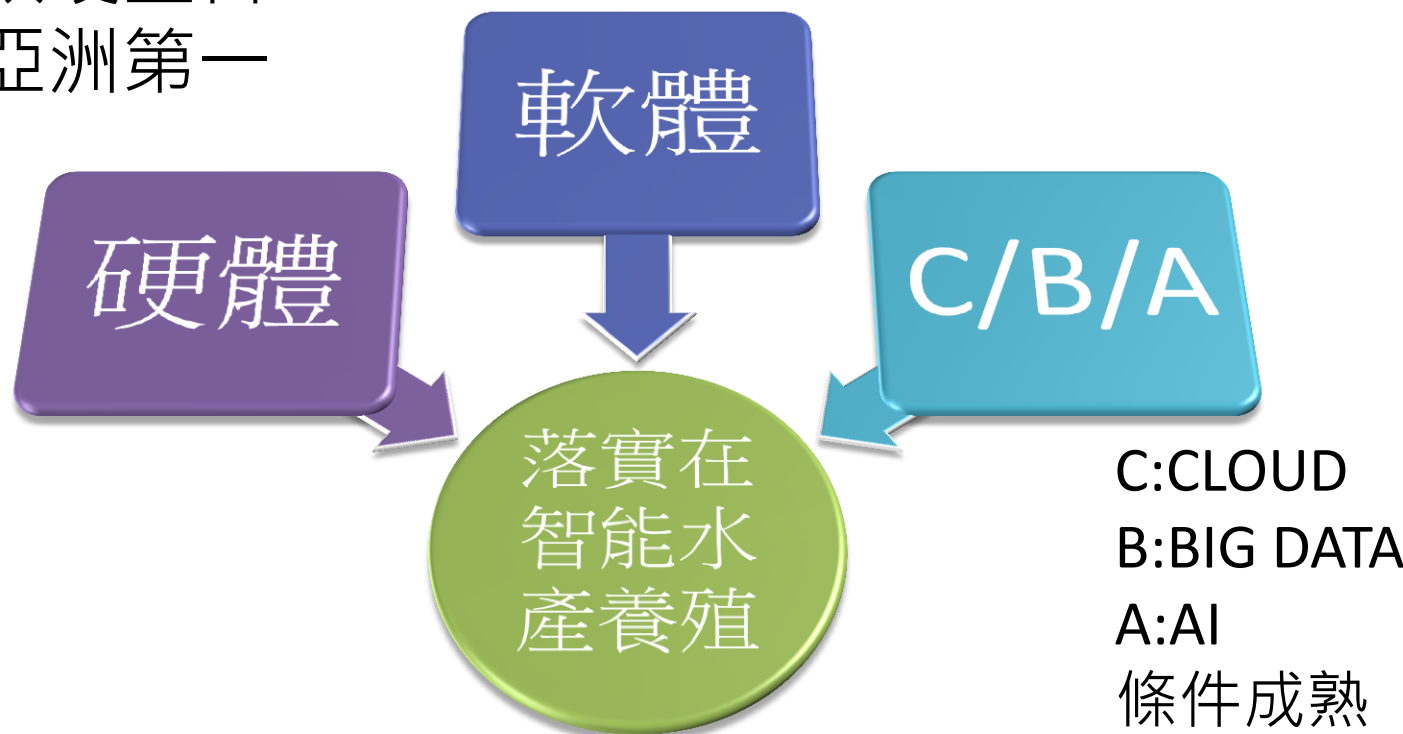 亞洲第一
軟體
硬體
C/B/A
落實在
智能水
產養殖
C:CLOUD
B:BIG DATA
A:AI
條件成熟